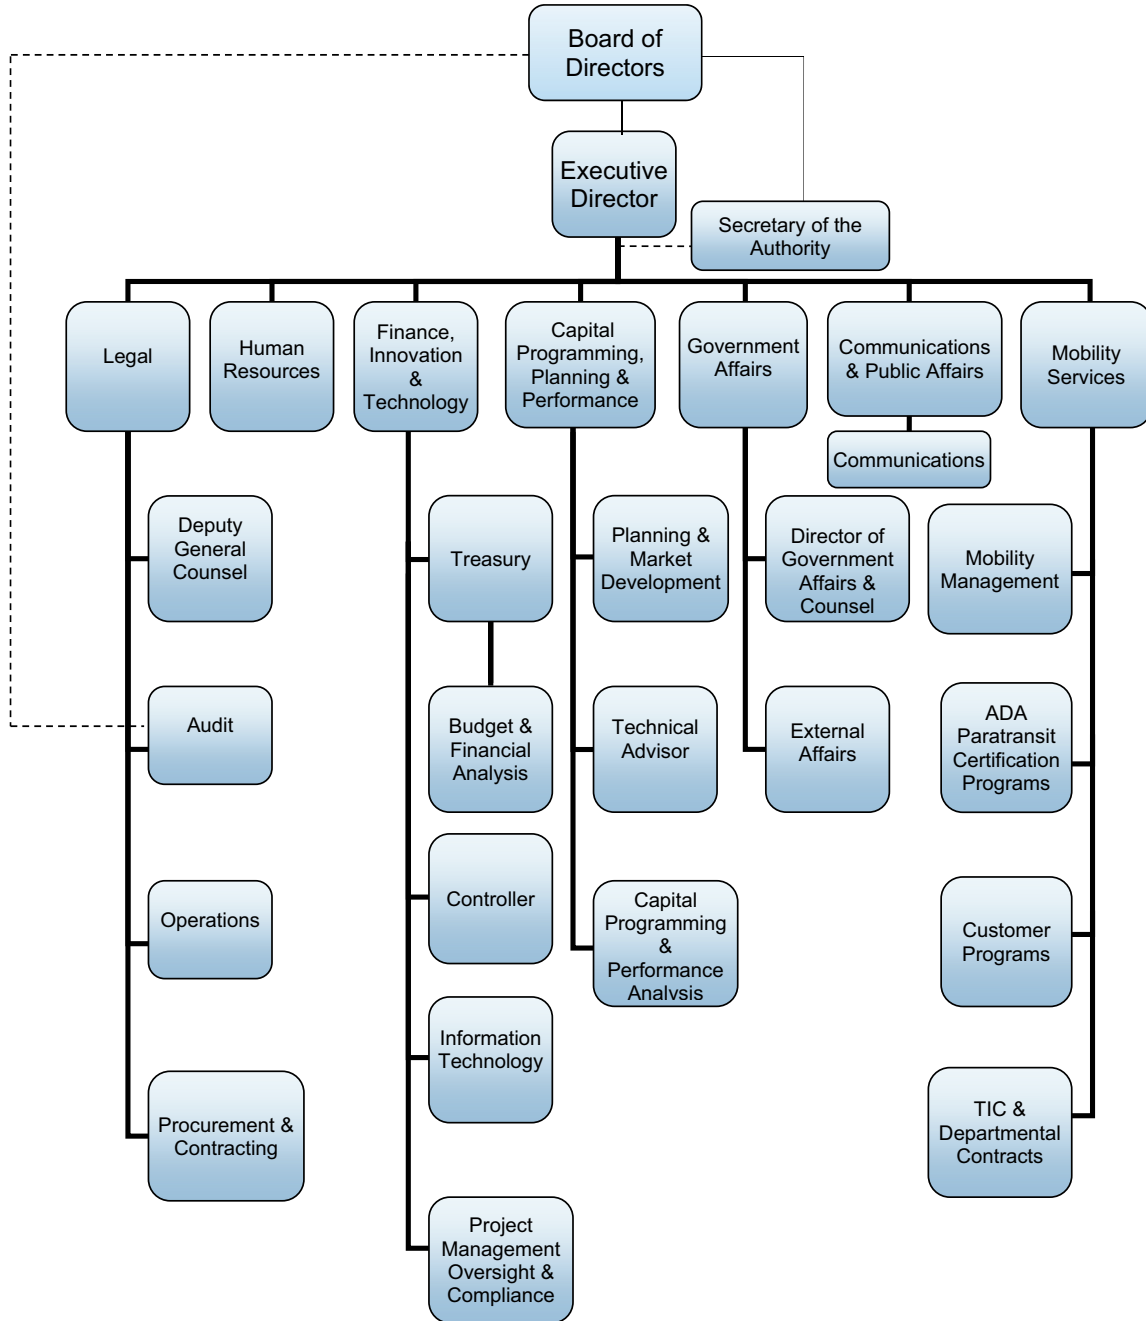 Board of
Directors
Executive
Director
Secretary of the
Authority
Legal
Human
Resources
Finance,
Innovation
&
Technology
Capital
Programming,
Planning &
Performance
Government
Affairs
Communications
& Public Affairs
Mobility
Services
Communications
Deputy
General
Counsel
Treasury
Planning &
Market
Development
Director of
Government
Affairs &
Counsel
Mobility
Management
Audit
Budget &
Financial
Analysis
Technical
Advisor
External
Affairs
ADA
Paratransit
Certification
Programs
Operations
Controller
Capital
Programming
&
Performance
Analysis
Customer
Programs
Information
Technology
Procurement &
Contracting
TIC &
Departmental
Contracts
Project
Management
Oversight &
Compliance